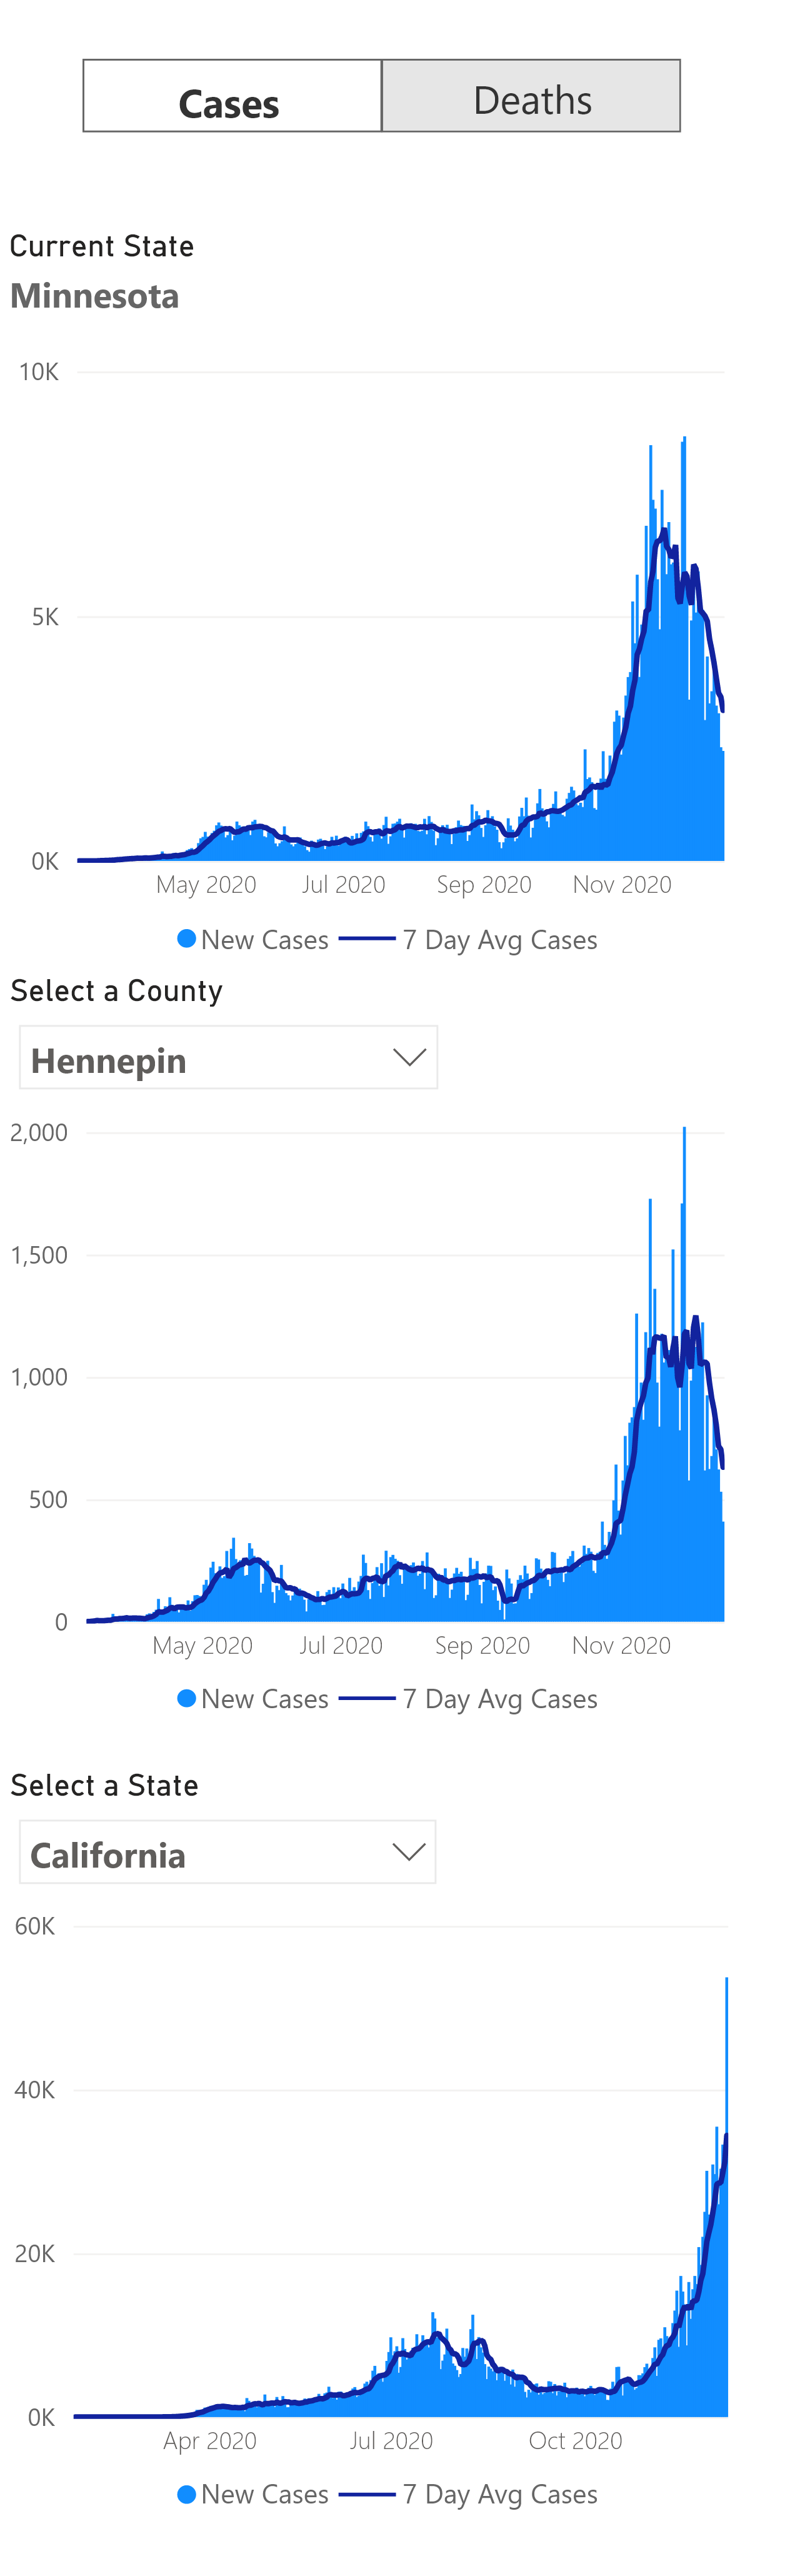 Cases Deaths
Current State
Minnesota
10K
5K
0K
May 2020 Jul 2020 Sep 2020 Nov 2020
New Cases 7 Day Avg Cases
Select a County
Hennepin
2,000
1,500
1,000
500
0
May 2020 Jul 2020 Sep 2020 Nov 2020
New Cases 7 Day Avg Cases
Select a State
California
60K
40K
20K
0K
Apr 2020 Jul 2020 Oct 2020
New Cases 7 Day Avg Cases